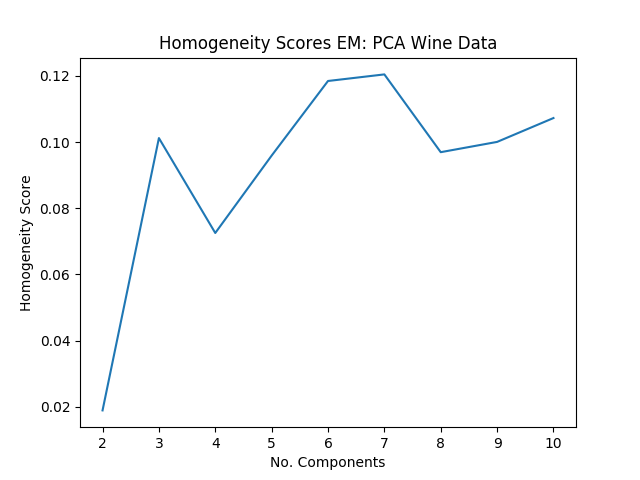 Homogeneity Scores EM: PCA Wine Data
0.12
0.10
0.08
0.06
0.04
0.02
Homogeneity Score
2 3 4 5 6 7 8 9 10
No. Components